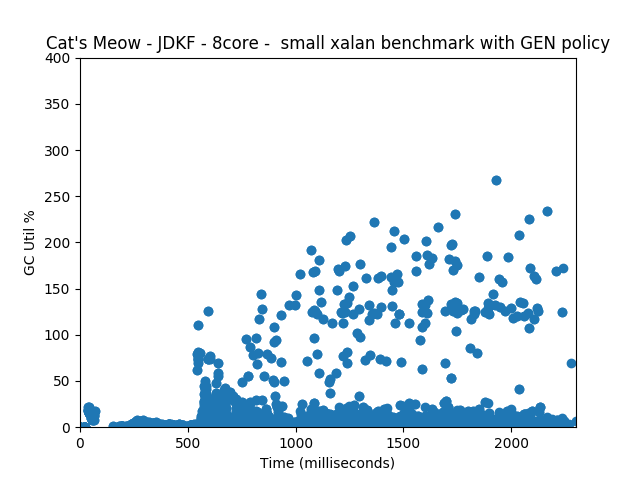 Cat's Meow - JDKF - 8core -  small xalan benchmark with GEN policy
400
350
300
250
200
150
100
50
0
GC Util %
0 500 1000 1500 2000
Time (milliseconds)